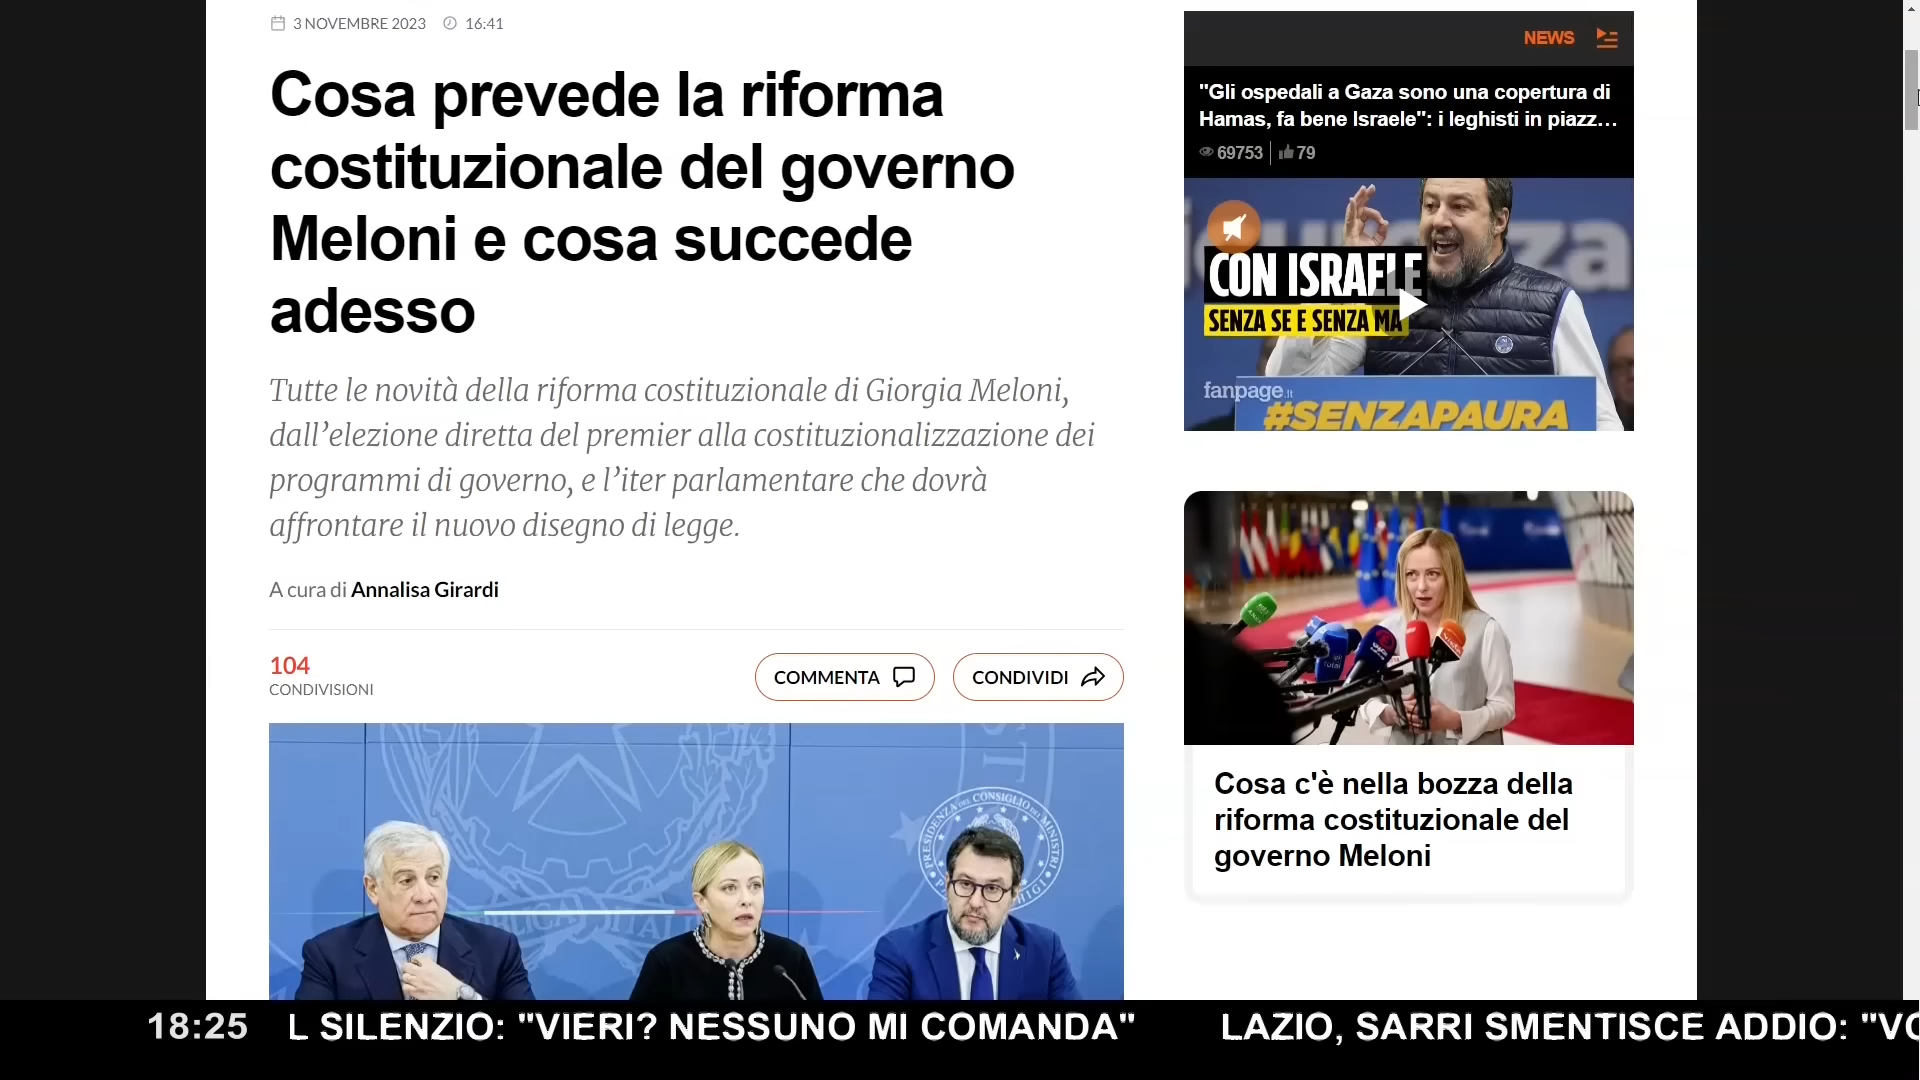 3 NOVEMBRE 2023 16:41
Cosa prevede la riforma
costituzionale del governo
Meloni e cosa succede
adesso
Tutte le novità della riforma costituzionale di Giorgia Meloni,
dall’elezione diretta del premier alla costituzionalizzazione dei
programmi di governo, e l’iter parlamentare che dovrà
affrontare il nuovo disegno di legge.
A cura di Annalisa Girardi
104
CONDIVISIONI
COMMENTA
CONDIVIDI
PRESIDENZA DEL CONSIGLIO DEI MINISTRI
NEWS
"Gli ospedali a Gaza sono una copertura di
Hamas, fa bene Israele": i leghisti in piazz…
69753 79
CON ISRAELE
SENZA SE E SENZA MA
fanpage.it
#SENZAPAURA
Cosa c'è nella bozza della
riforma costituzionale del
governo Meloni
18:25 L SILENZIO: "VIERI? NESSUNO MI COMANDA" LAZIO, SARRI SMENTISCE ADDIO: "VO